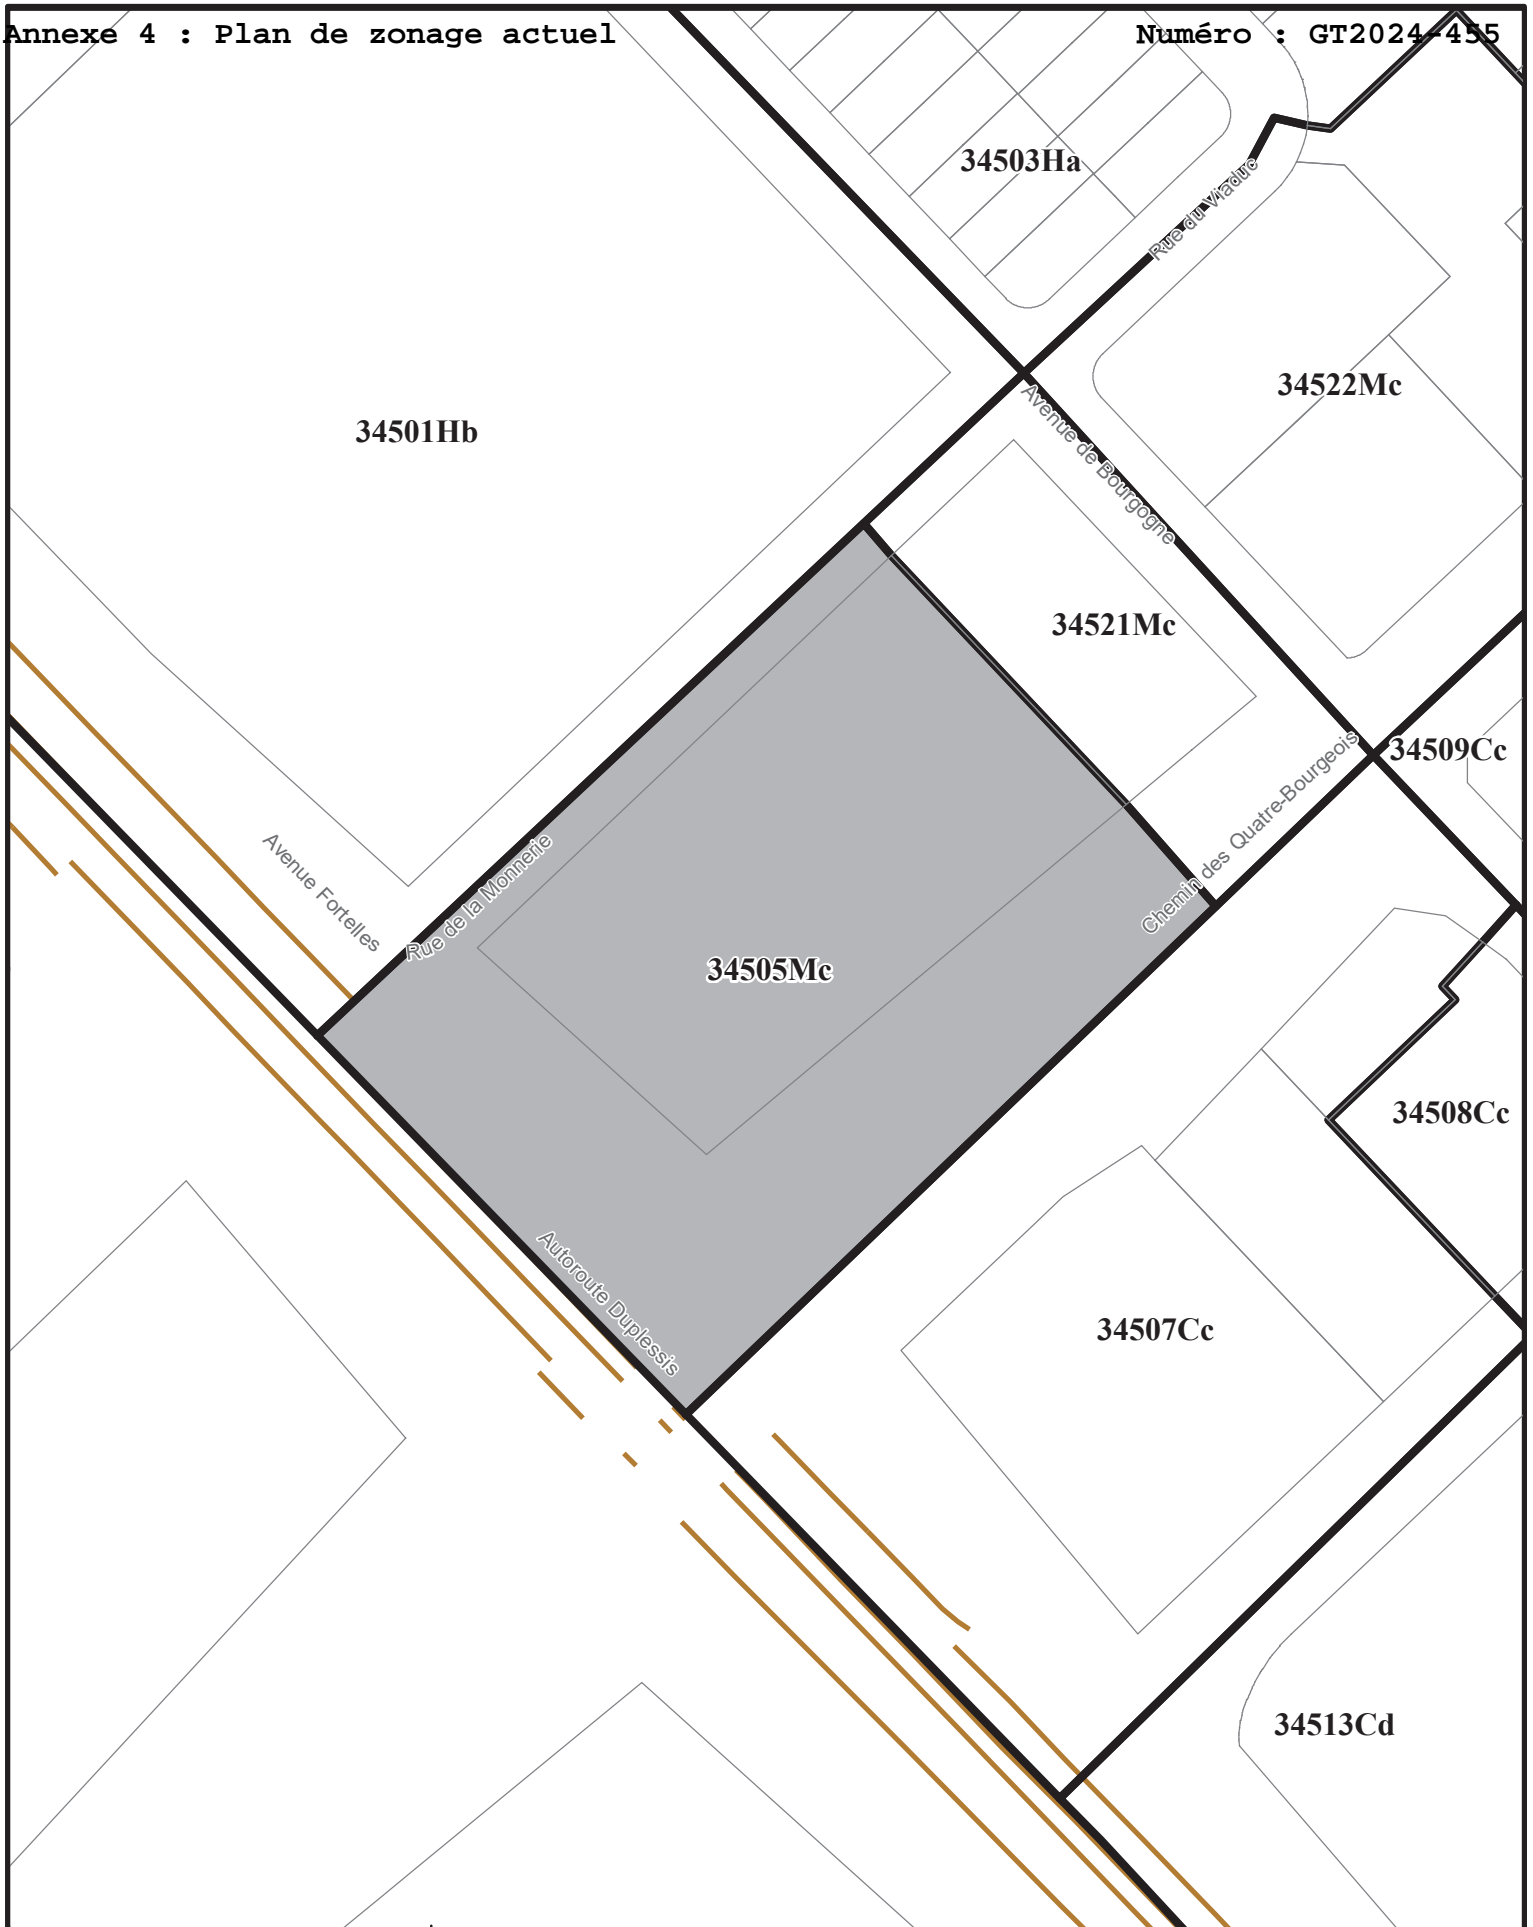 Annexe 4 : Plan de zonage actuel
Numéro : GT2024-455
34503Ha
Rue du Viaduc
34522Mc
34501Hb
Avenue de Bourgogne
34521Mc
34509Cc
Chemin des Quatre-Bourgeois
Avenue Fortelles
Rue de la Monnerie
34505Mc
34508Cc
Autoroute Duplessis
34507Cc
34513Cd